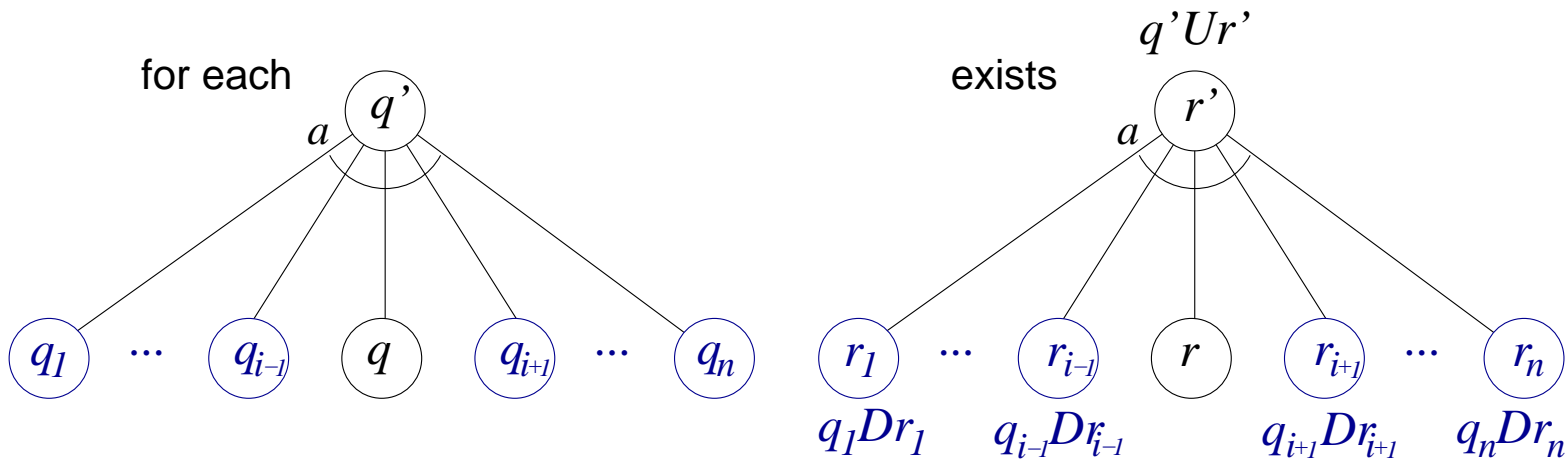 q’Ur’
for each
exists
q’
r’
a
a
q1 ... qi−1 q qi+1 ... qn
r1 ... ri−1 r ri+1 ... rn
q1Dr1 qi−1Dri−1 qi+1Dri+1 qnDrn